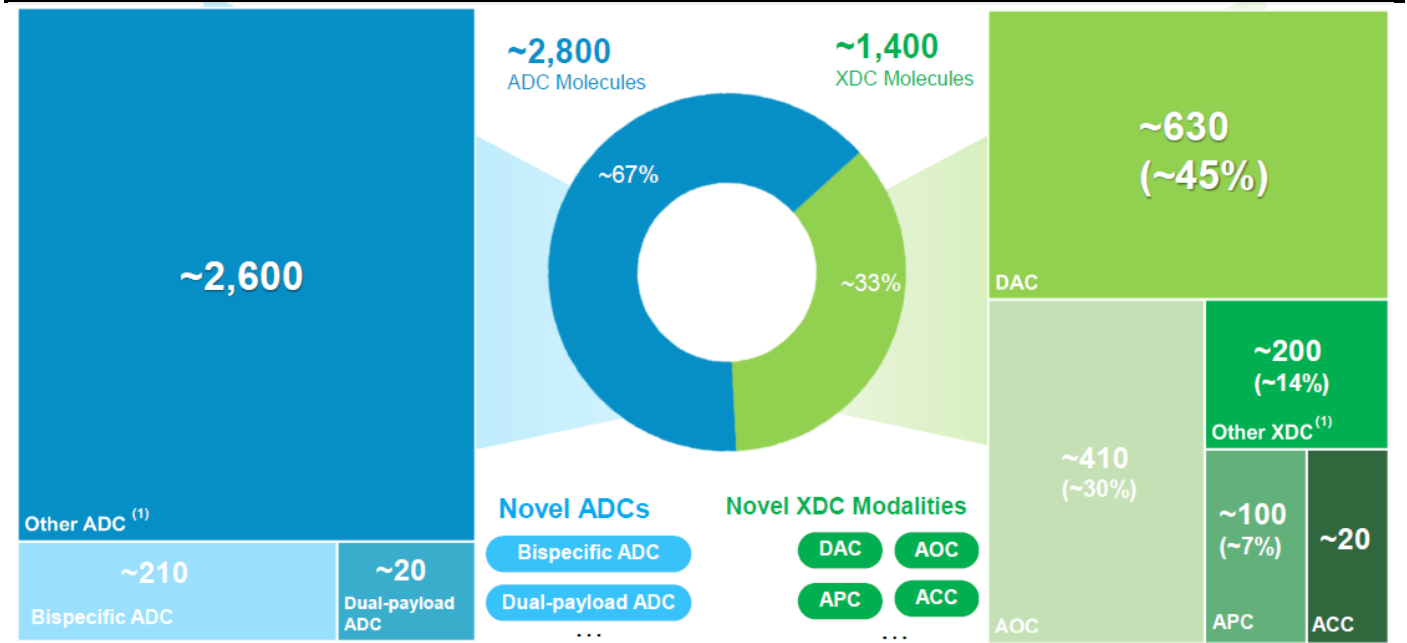 ~2,600
Other ADC (1)
~210
Bispecific ADC
~20
Dual-payload
ADC
~2,800
ADC Molecules
~1,400
XDC Molecules
~67%
~33%
Novel ADCs
Bispecific ADC
Dual-payload ADC
...
Novel XDC Modalities
DAC
AOC
APC
ACC
...
~630
(~45%)
DAC
~410
(~30%)
AOC
~200
(~14%)
Other XDC (1)
~100
(~7%)
APC
~20
ACC